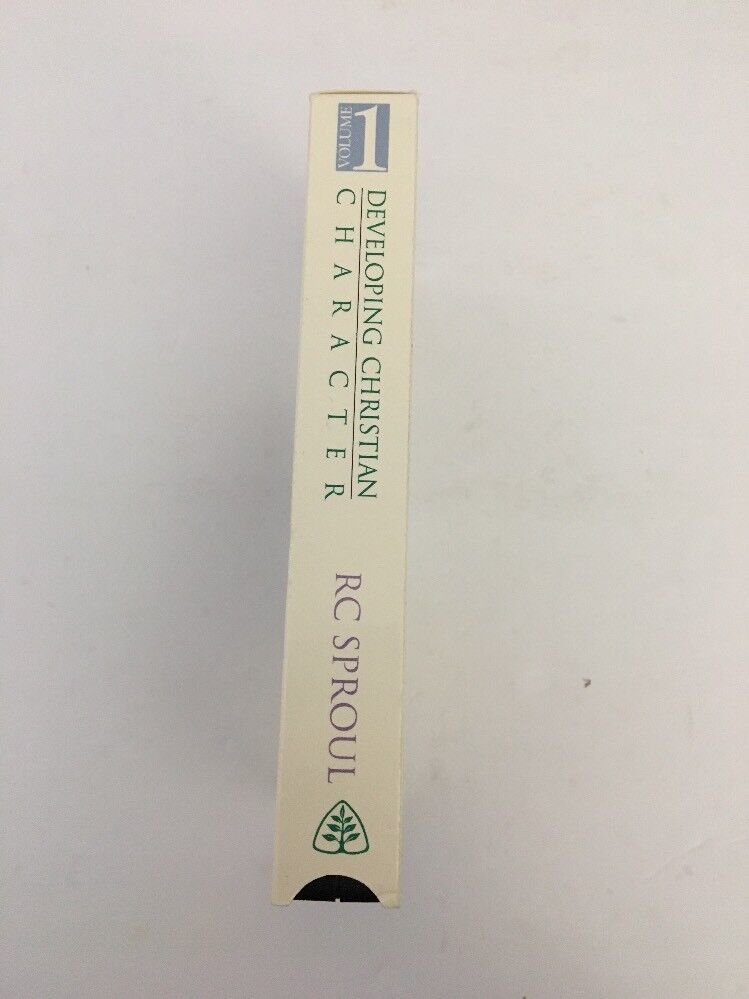 1
VOLUME
DEVELOPING CHRISTIAN
CHARACTER
RC SPROUL